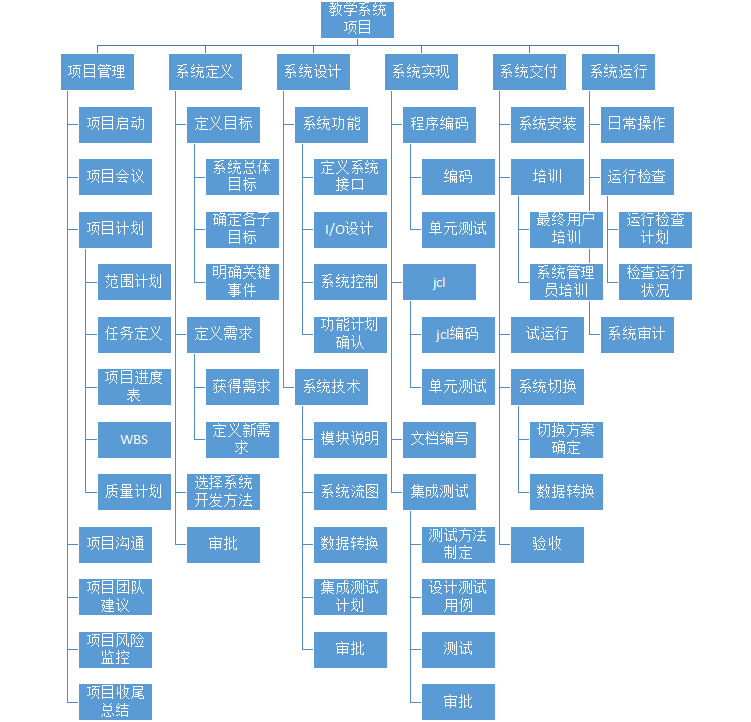 教学系统
项目
项目管理
项目启动
项目会议
项目计划
范围计划
任务定义
项目进度
表
WBS
质量计划
项目沟通
项目团队
建议
项目风险
监控
项目收尾
总结
系统定义
定义目标
系统总体
目标
确定各子
目标
明确关键
事件
定义需求
获得需求
定义新需
求
选择系统
开发方法
审批
系统设计
系统功能
定义系统
接口
I/O设计
系统控制
功能计划
确认
系统技术
模块说明
系统流图
数据转换
集成测试
计划
审批
系统实现
程序编码
编码
单元测试
jcl
jcl编码
单元测试
文档编写
集成测试
测试方法
制定
设计测试
用例
测试
审批
系统交付
系统安装
培训
最终用户
培训
系统管理
员培训
试运行
系统切换
切换方案
确定
数据转换
验收
系统运行
日常操作
运行检查
运行检查
计划
检查运行
状况
系统审计